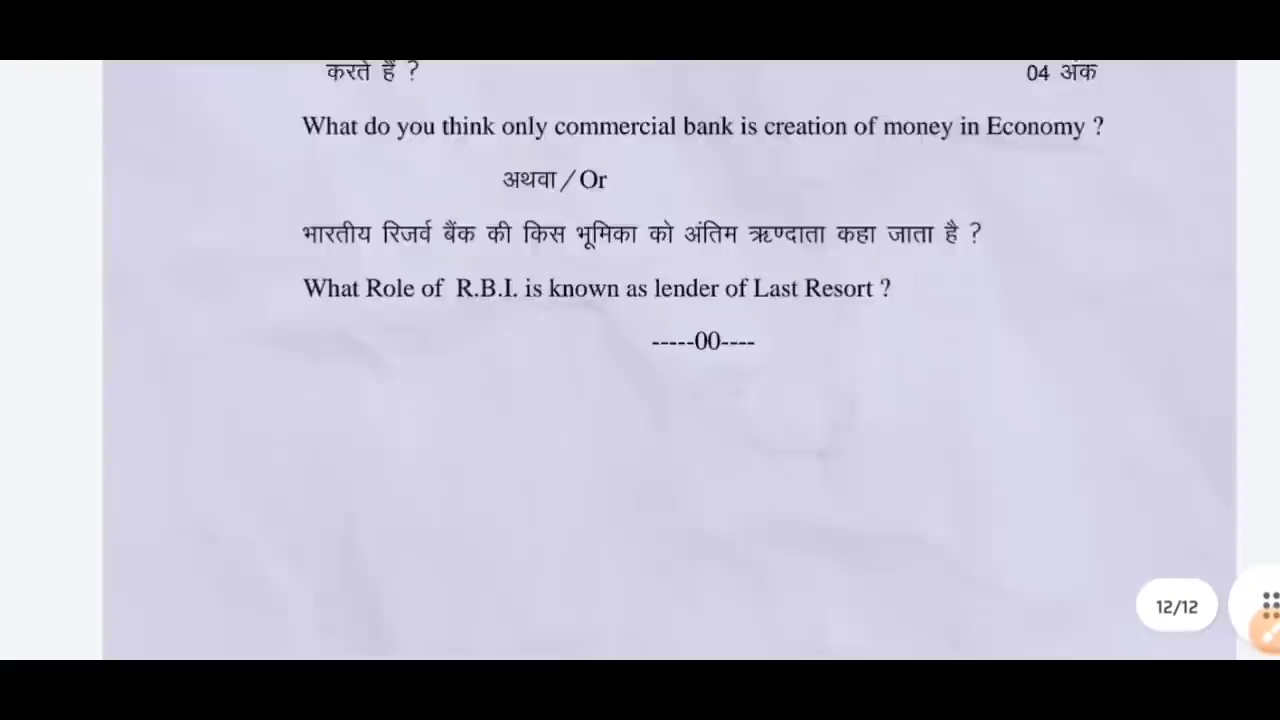 करते हैं ? 04 अंक
What do you think only commercial bank is creation of money in Economy ?
अथवा / Or
भारतीय रिजर्व बैंक की किस भूमिका को अंतिम ऋण्दाता कहा जाता है ?
What Role of R.B.I. is known as lender of Last Resort ?
-----00----
12/12